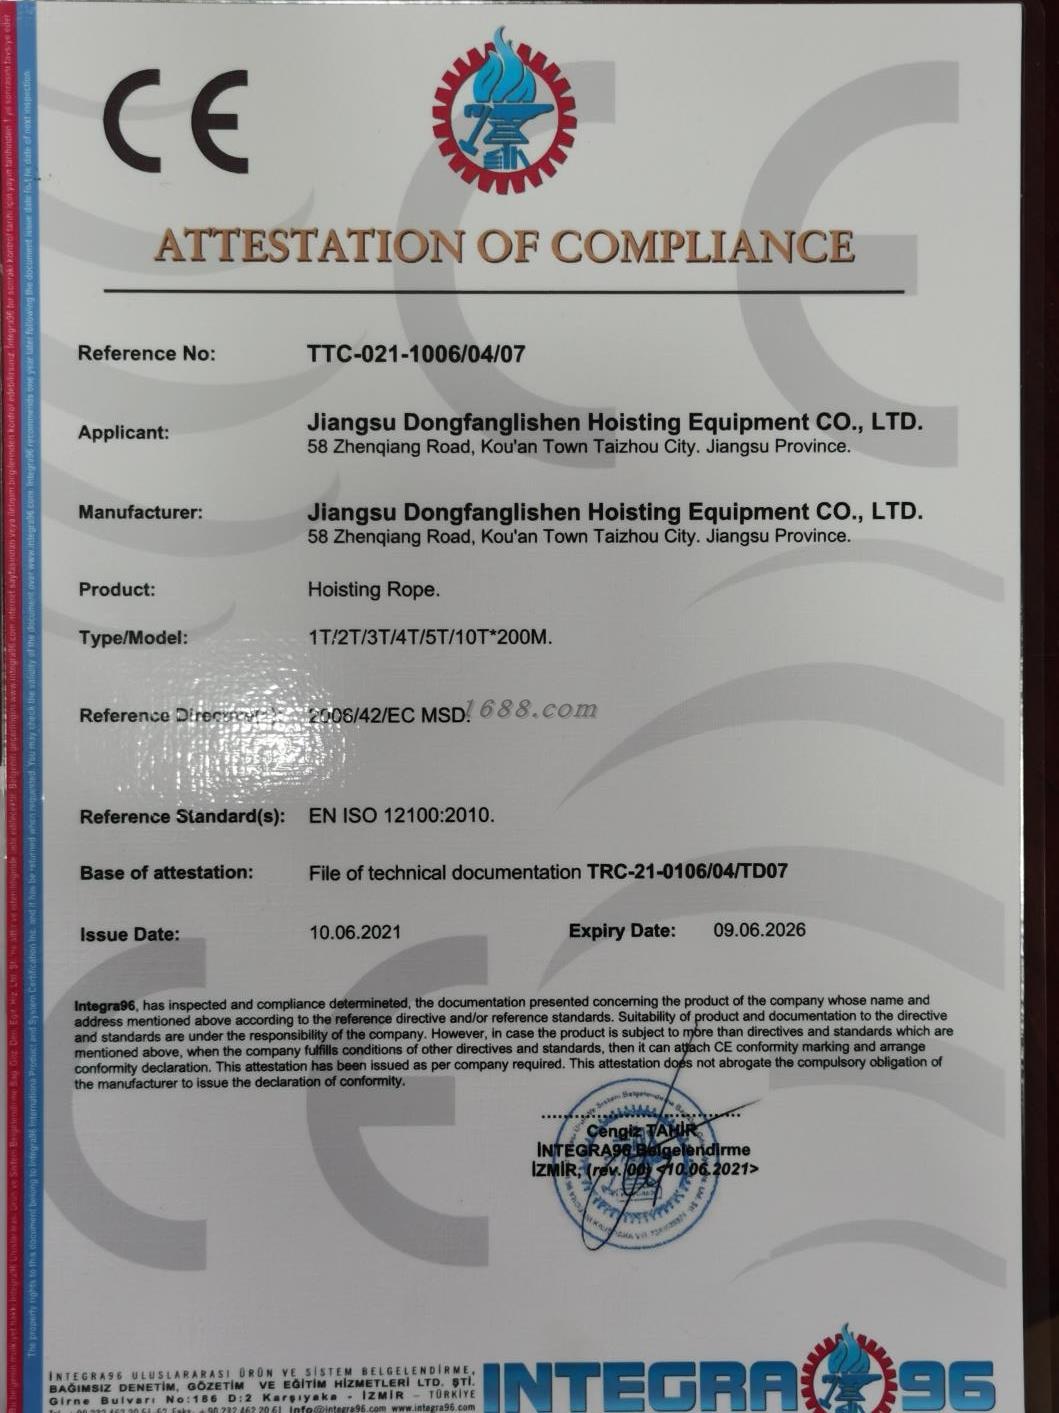 CE
ATTESTATION OF COMPLIANCE
Reference No: TTC-021-1006/04/07
Applicant: Jiangsu Dongfanglishen Hoisting Equipment CO., LTD.
58 Zhenqiang Road, Kou'an Town Taizhou City. Jiangsu Province.
Manufacturer: Jiangsu Dongfanglishen Hoisting Equipment CO., LTD.
58 Zhenqiang Road, Kou'an Town Taizhou City. Jiangsu Province.
Product: Hoisting Rope.
Type/Model: 1T/2T/3T/4T/5T/10T*200M.
Reference 2006/42/EC MSD.
1688.com
Reference Standard(s): EN ISO 12100:2010.
Base of attestation: File of technical documentation TRC-21-0106/04/TD07
Issue Date: 10.06.2021 Expiry Date: 09.06.2026
Integra96, has inspected and compliance determineted, the documentation presented concerning the product of the company whose name and
address mentioned above according to the reference directive and/or reference standards. Suitability of product and documentation to the directive
and standards are under the responsibility of the company. However, in case the product is subject to more than directives and standards which are
mentioned above, when the company fulfills conditions of other directives and standards, then it can attach CE conformity marking and arrange
conformity declaration. This attestation has been issued as per company required. This attestation does not abrogate the compulsory obligation of
the manufacturer to issue the declaration of conformity.
Cengiz TAHİR
İNTEGRA96 Belgelendirme
İZMİR, (rev. 00) <10.06.2021>
İNTEGRA96 ULUSLARARASI ÜRÜN VE SİSTEM BELGELENDİRME,
BAĞIMSIZ DENETİM, GÖZETİM VE EĞİTİM HİZMETLERİ LTD. ŞTİ.
Girne Bulvarı No:186 D:2 Karşıyaka - İZMİR - TÜRKİYE
info@integra96.com www.integra96.com
INTEGRA 96